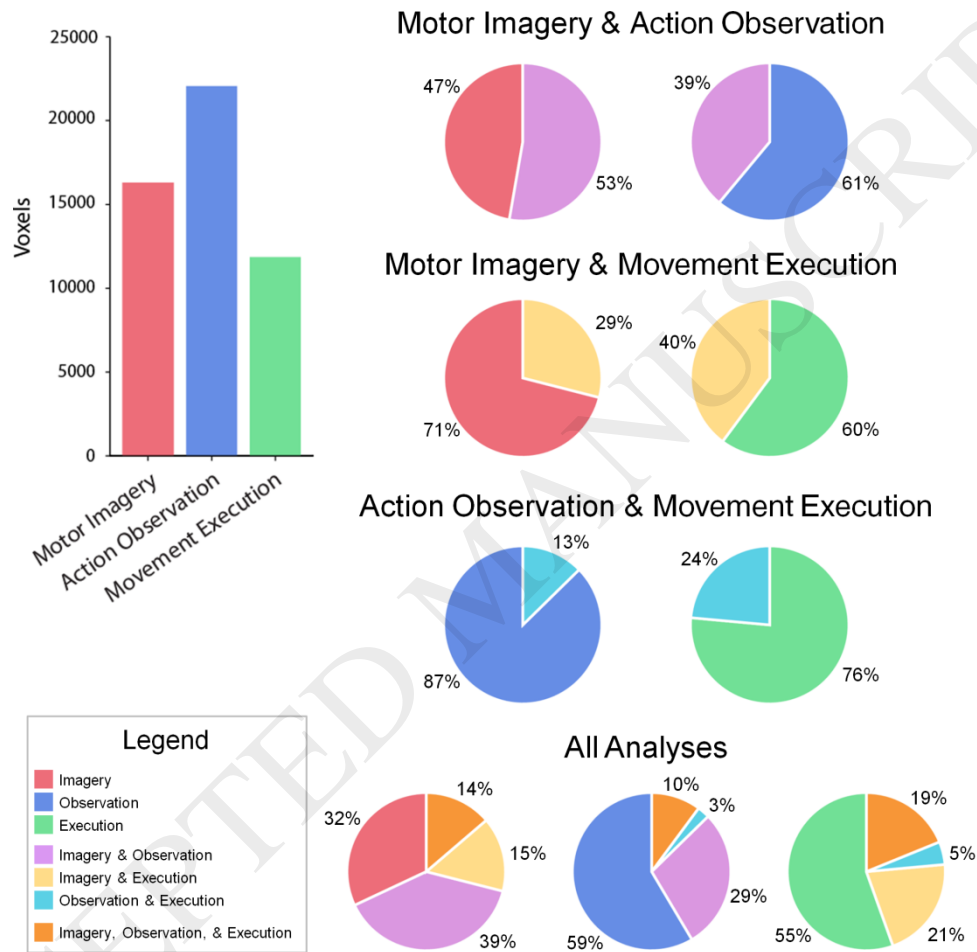 Motor Imagery & Action Observation
25000
20000
15000
10000
5000
0
Voxels
Motor Imagery
Action Observation
Movement Execution
47%
53%
39%
61%
Motor Imagery & Movement Execution
29%
71%
40%
60%
Action Observation & Movement Execution
13%
87%
24%
76%
Legend
Imagery
Observation
Execution
Imagery & Observation
Imagery & Execution
Observation & Execution
Imagery, Observation, & Execution
All Analyses
32%
14%
15%
39%
10%
3%
29%
59%
19%
5%
21%
55%
EPTED MANUSCRIP